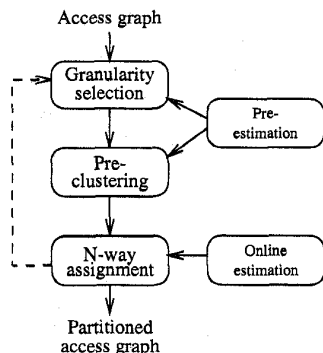 Access graph
Granularity
selection
Pre-
estimation
Pre-
clustering
N-way
assignment
Online
estimation
Partitioned
access graph